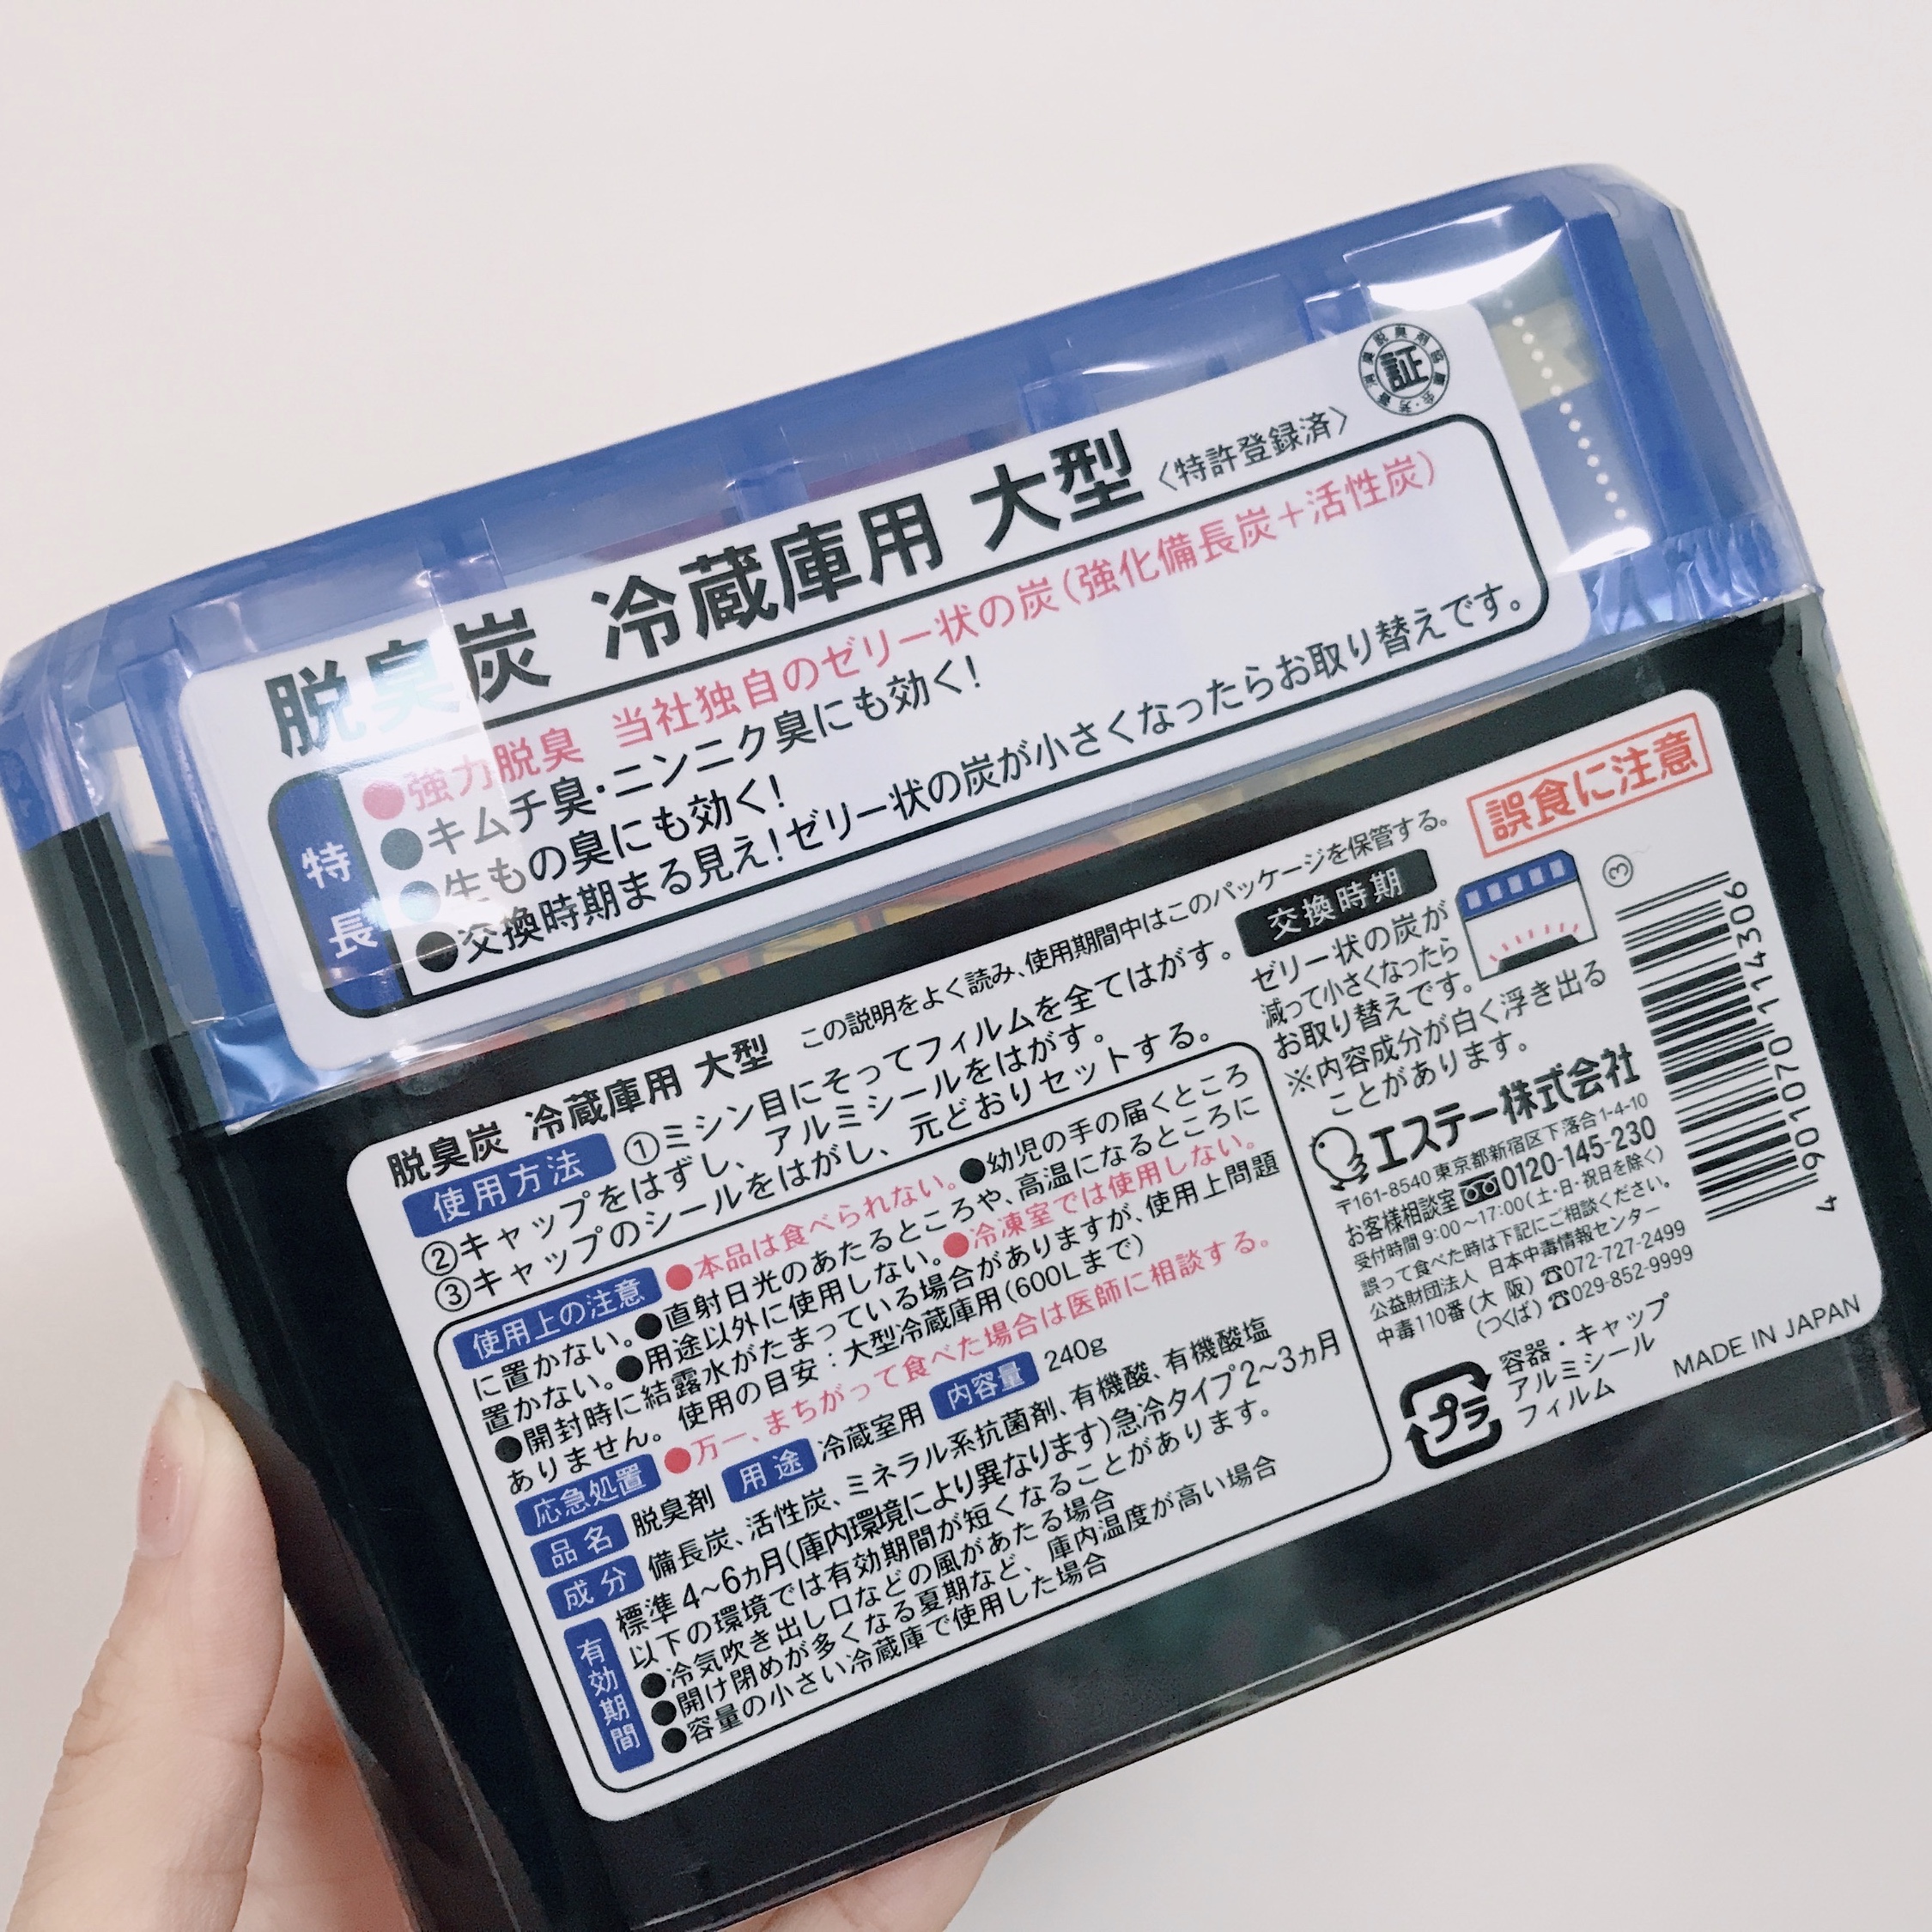 脱臭炭 冷蔵庫用 大型 〈特許登録済〉
証
特長
●強力脱臭 当社独自のゼリー状の炭(強化備長炭＋活性炭)
●キムチ臭・ニンニク臭にも効く!
●生もの臭にも効く!
●交換時期まる見え!ゼリー状の炭が小さくなったらお取り替えです。
脱臭炭 冷蔵庫用 大型 この説明をよく読み、使用期間中はこのパッケージを保管する。
使用方法 ①ミシン目にそってフィルムを全てはがす。
②キャップをはずし、アルミシールをはがす。
③キャップのシールをはがし、元どおりセットする。
使用上の注意 ●本品は食べられない。●幼児の手の届くところ
に置かない。●直射日光のあたるところや、高温になるところに
置かない。●用途以外に使用しない。●冷凍室では使用しない。
●開封時に結露水がたまっている場合がありますが、使用上問題
ありません。使用の目安：大型冷蔵庫用(600Lまで)
応急処置 ●万一、まちがって食べた場合は医師に相談する。
品名 脱臭剤 用途 冷蔵室用 内容量 240g
成分 備長炭、活性炭、ミネラル系抗菌剤、有機酸、有機酸塩
有効期間
標準4～6ヵ月(庫内環境により異なります)急冷タイプ2～3ヵ月
以下の環境では有効期間が短くなることがあります。
●冷気吹き出し口などの風があたる場合
●開け閉めが多くなる夏期など、庫内温度が高い場合
●容量の小さい冷蔵庫で使用した場合
誤食に注意
交換時期
ゼリー状の炭が
減って小さくなったら
お取り替えです。
※内容成分が白く浮き出る
ことがあります。
③
エステー株式会社
〒161-8540 東京都新宿区下落合1-4-10
お客様相談室 0120-145-230
受付時間 9:00～17:00(土・日・祝日を除く)
誤って食べた時は下記にご相談ください。
公益財団法人 日本中毒情報センター
中毒110番(大 阪)☎072-727-2499
(つくば)☎029-852-9999
プラ
容器・キャップ
アルミシール
フィルム
MADE IN JAPAN
4 901070 114306